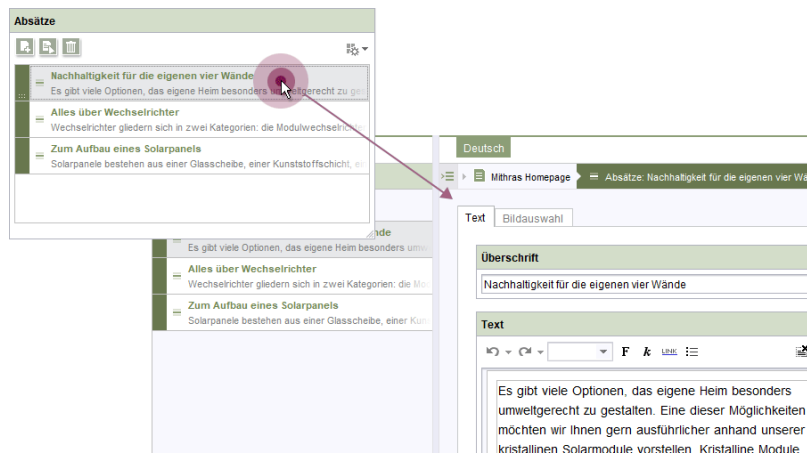 Absätze
Nachhaltigkeit für die eigenen vier Wände
Es gibt viele Optionen, das eigene Heim besonders umweltgerecht zu
Alles über Wechselrichter
Wechselrichter gliedern sich in zwei Kategorien: die Modulwechselrichter
Zum Aufbau eines Solarpanels
Solarpanele bestehen aus einer Glasscheibe, einer Kunststoffschicht,
nde
Es gibt viele Optionen, das eigene Heim besonders
Alles über Wechselrichter
Wechselrichter gliedern sich in zwei Kategorien: die
Zum Aufbau eines Solarpanels
Solarpanele bestehen aus einer Glasscheibe, einer
Deutsch
Mithras Homepage
Absätze: Nachhaltigkeit für die eigenen vier
Text
Bildauswahl
Überschrift
Nachhaltigkeit für die eigenen vier Wände
Text
F k LINK
Es gibt viele Optionen, das eigene Heim besonders
umweltgerecht zu gestalten. Eine dieser Möglichkeiten
möchten wir Ihnen gern ausführlicher anhand unserer
kristallinen Solarmodule vorstellen. Kristalline Module